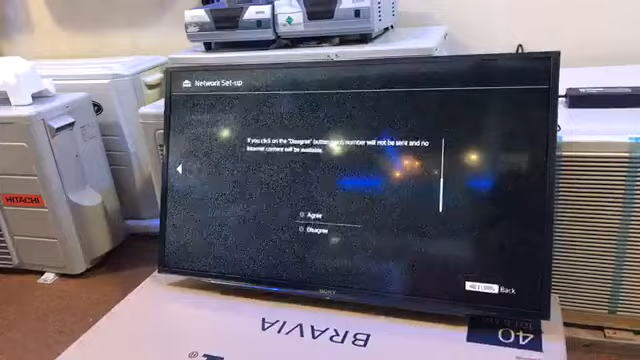 Network Set-up
If you click on the "Disagree" button, number will not be sent and no
Internet content will be available.
Agree
Disagree
RETURN Back
SONY
HITACHI
BRAVIA
40